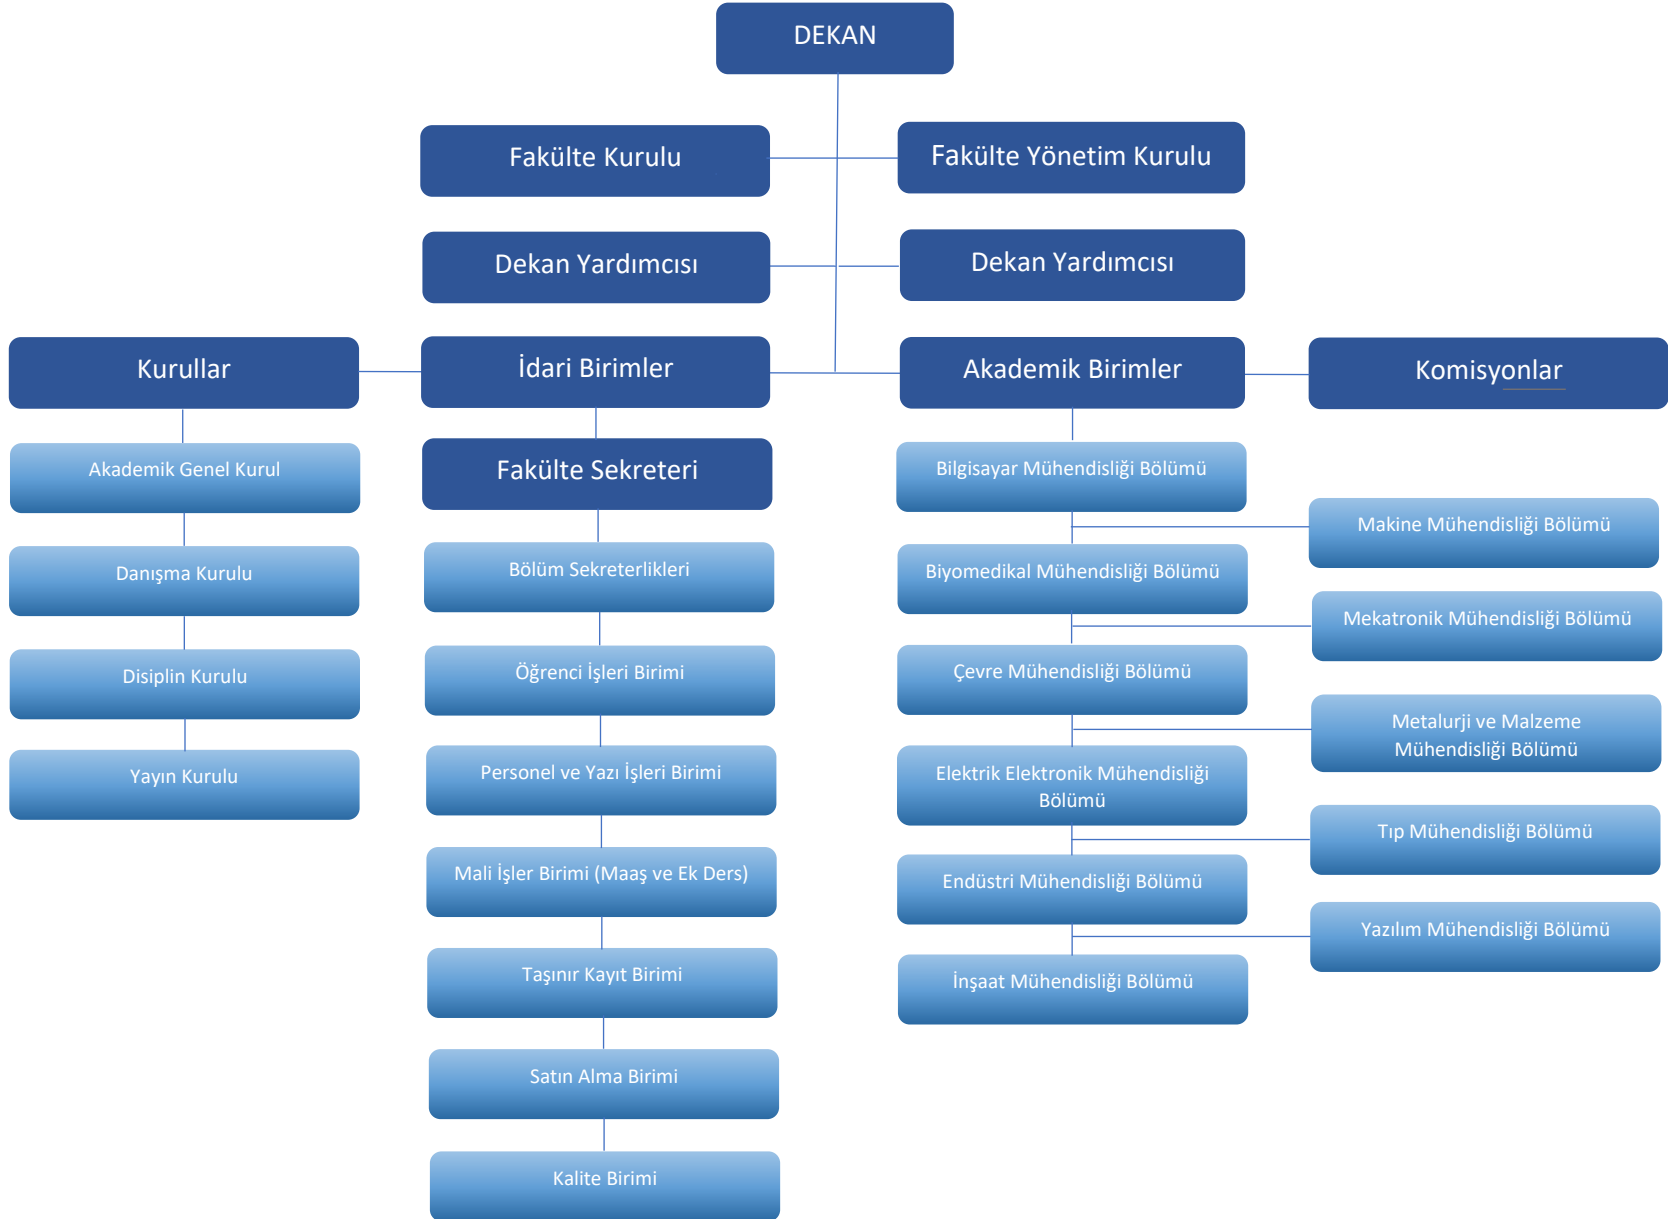 DEKAN
Fakülte Kurulu
Fakülte Yönetim Kurulu
Dekan Yardımcısı
Dekan Yardımcısı
Kurullar
İdari Birimler
Akademik Birimler
Komisyonlar
Akademik Genel Kurul
Danışma Kurulu
Disiplin Kurulu
Yayın Kurulu
Fakülte Sekreteri
Bölüm Sekreterlikleri
Öğrenci İşleri Birimi
Personel ve Yazı İşleri Birimi
Mali İşler Birimi (Maaş ve Ek Ders)
Taşınır Kayıt Birimi
Satın Alma Birimi
Kalite Birimi
Bilgisayar Mühendisliği Bölümü
Biyomedikal Mühendisliği Bölümü
Çevre Mühendisliği Bölümü
Elektrik Elektronik Mühendisliği
Bölümü
Endüstri Mühendisliği Bölümü
İnşaat Mühendisliği Bölümü
Makine Mühendisliği Bölümü
Mekatronik Mühendisliği Bölümü
Metalurji ve Malzeme
Mühendisliği Bölümü
Tıp Mühendisliği Bölümü
Yazılım Mühendisliği Bölümü